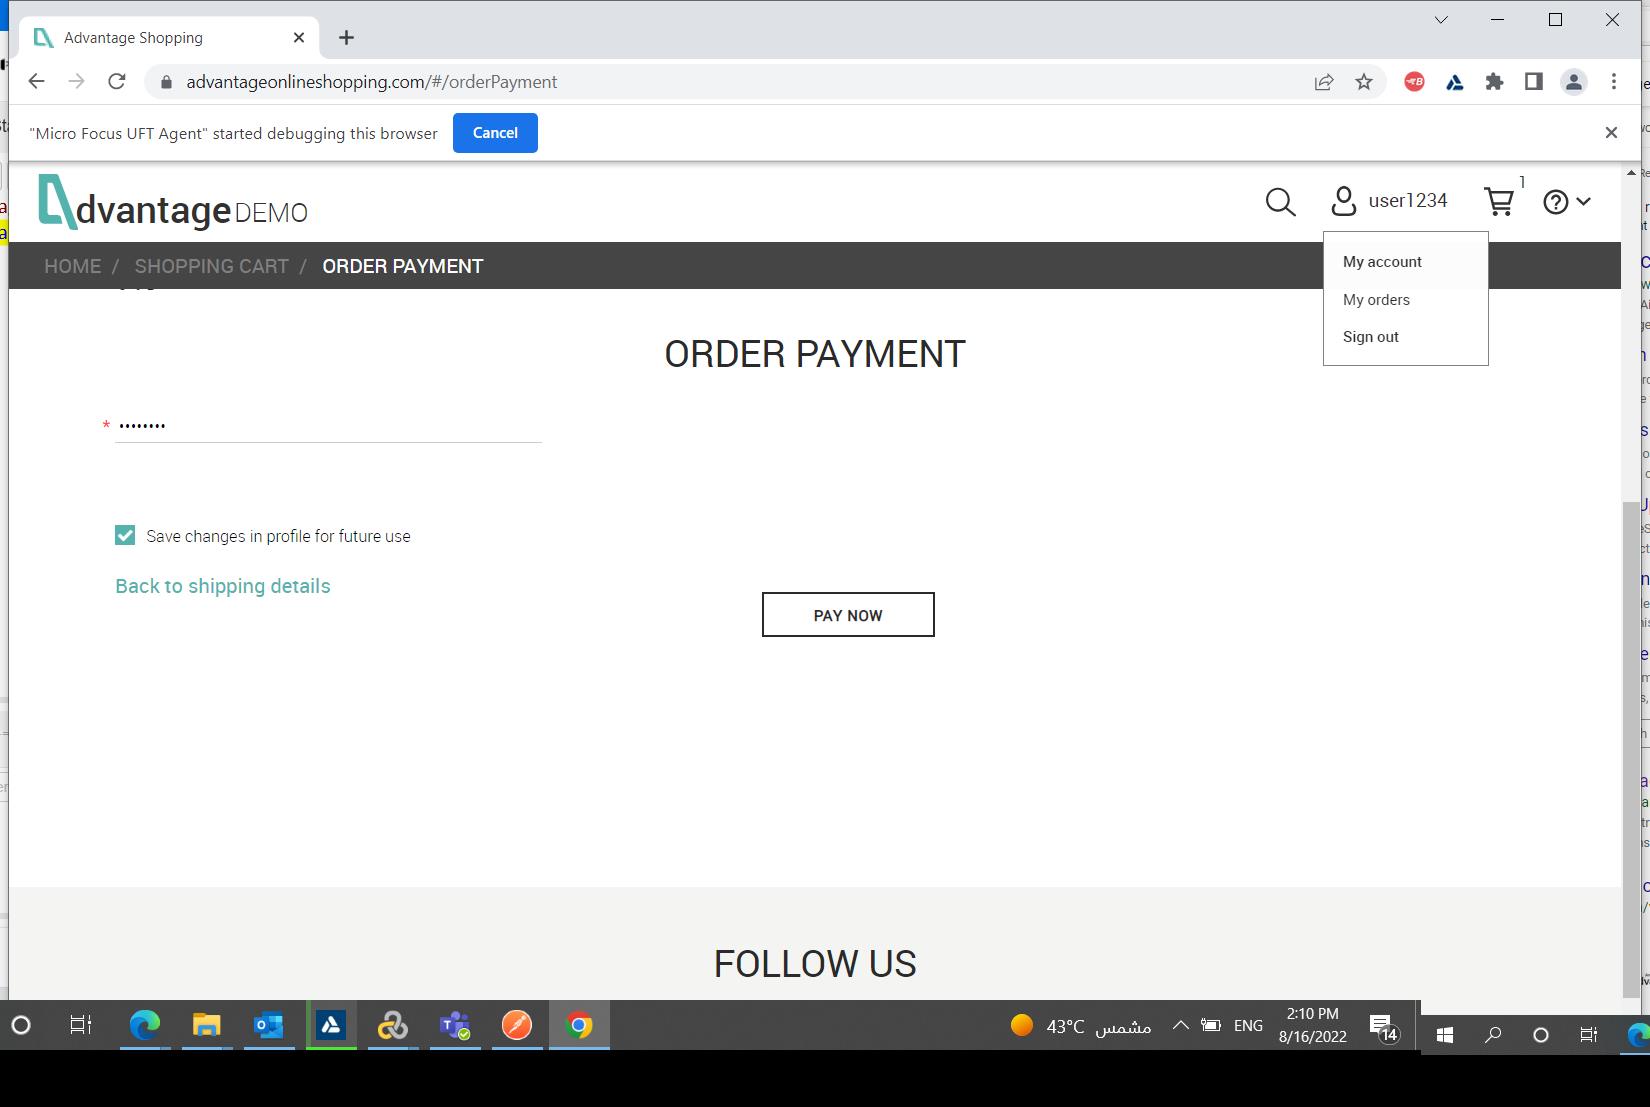 Advantage Shopping
advantageonlineshopping.com/#/orderPayment
"Micro Focus UFT Agent" started debugging this browser
Cancel
dvantage DEMO
user1234
1
HOME / SHOPPING CART / ORDER PAYMENT
My account
My orders
Sign out
ORDER PAYMENT
* ••••••••
Save changes in profile for future use
Back to shipping details
PAY NOW
FOLLOW US
43°C مشمس
ENG
2:10 PM
8/16/2022
14